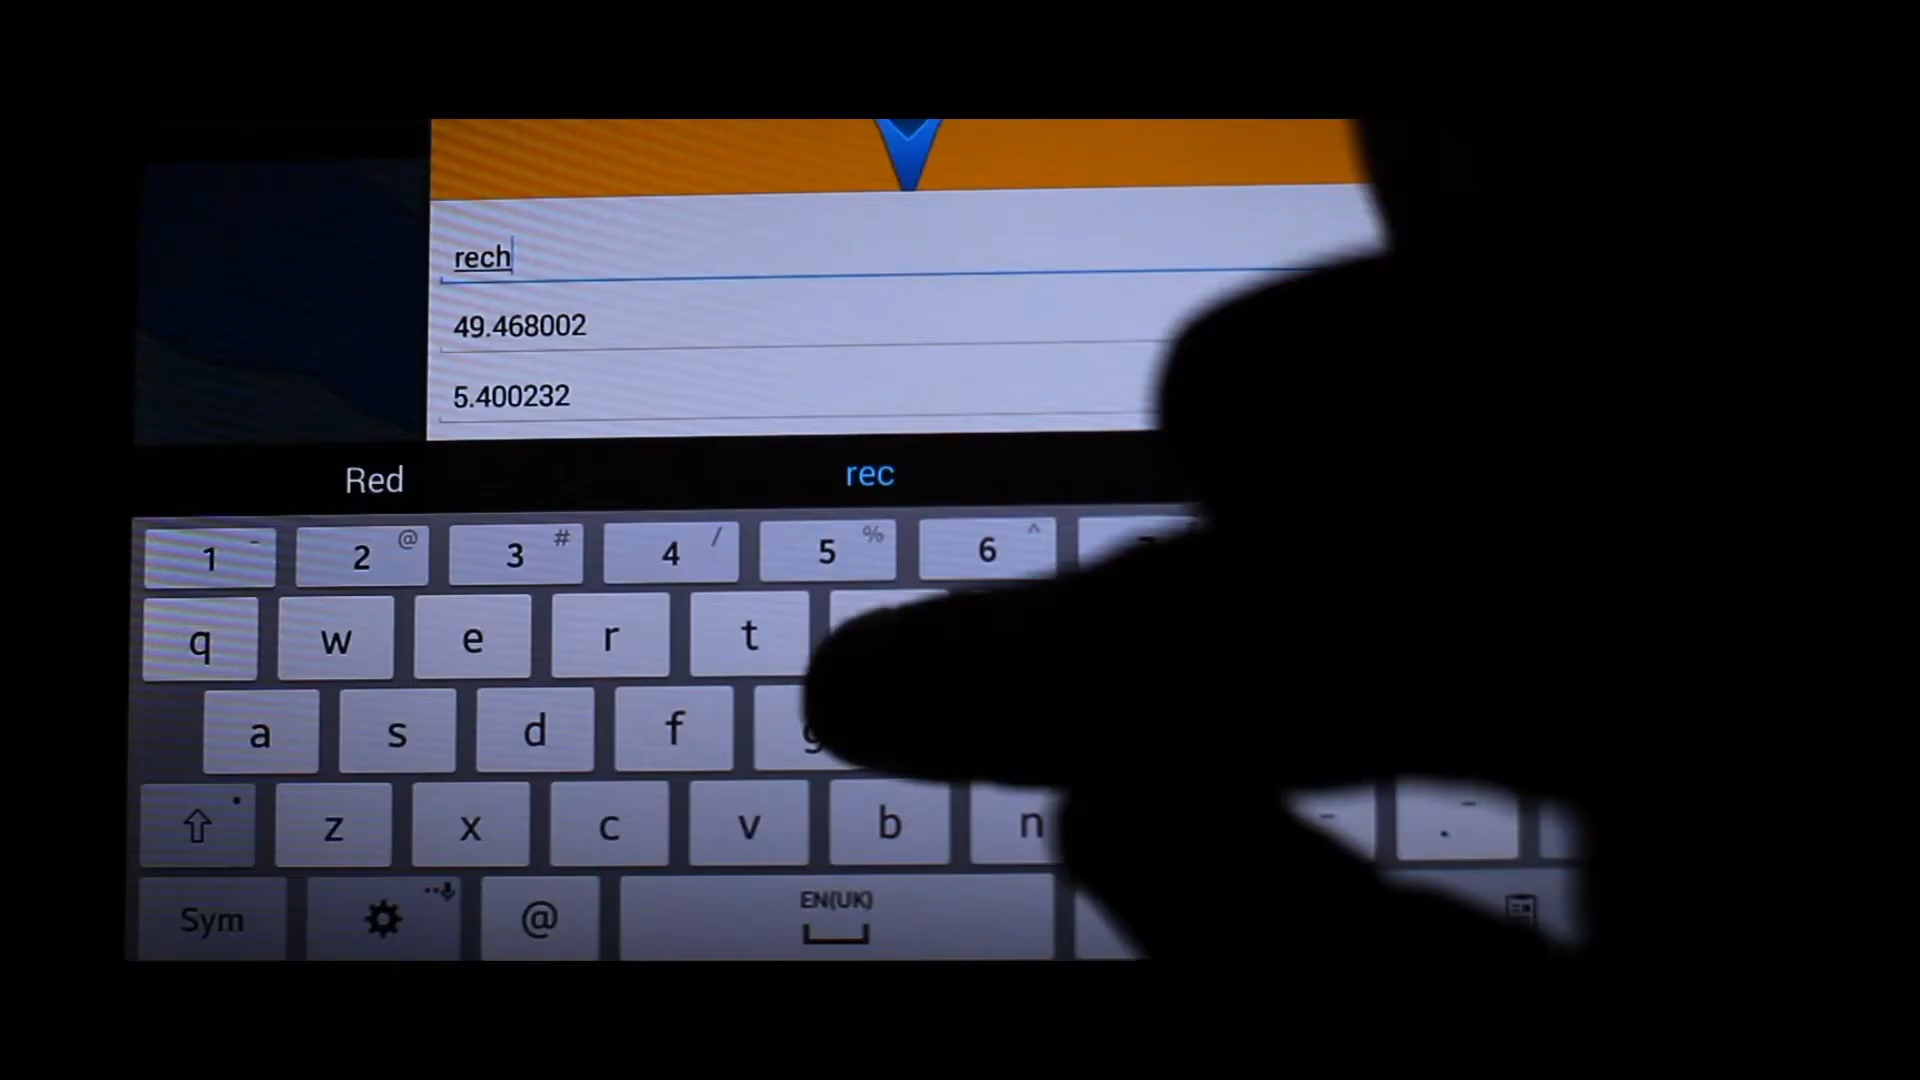 rech
49.468002
5.400232
Red rec
1 - 2 @ 3 # 4 / 5 % 6 ^
q w e r t
a s d f g
z x c v b n
Sym @ EN(UK)